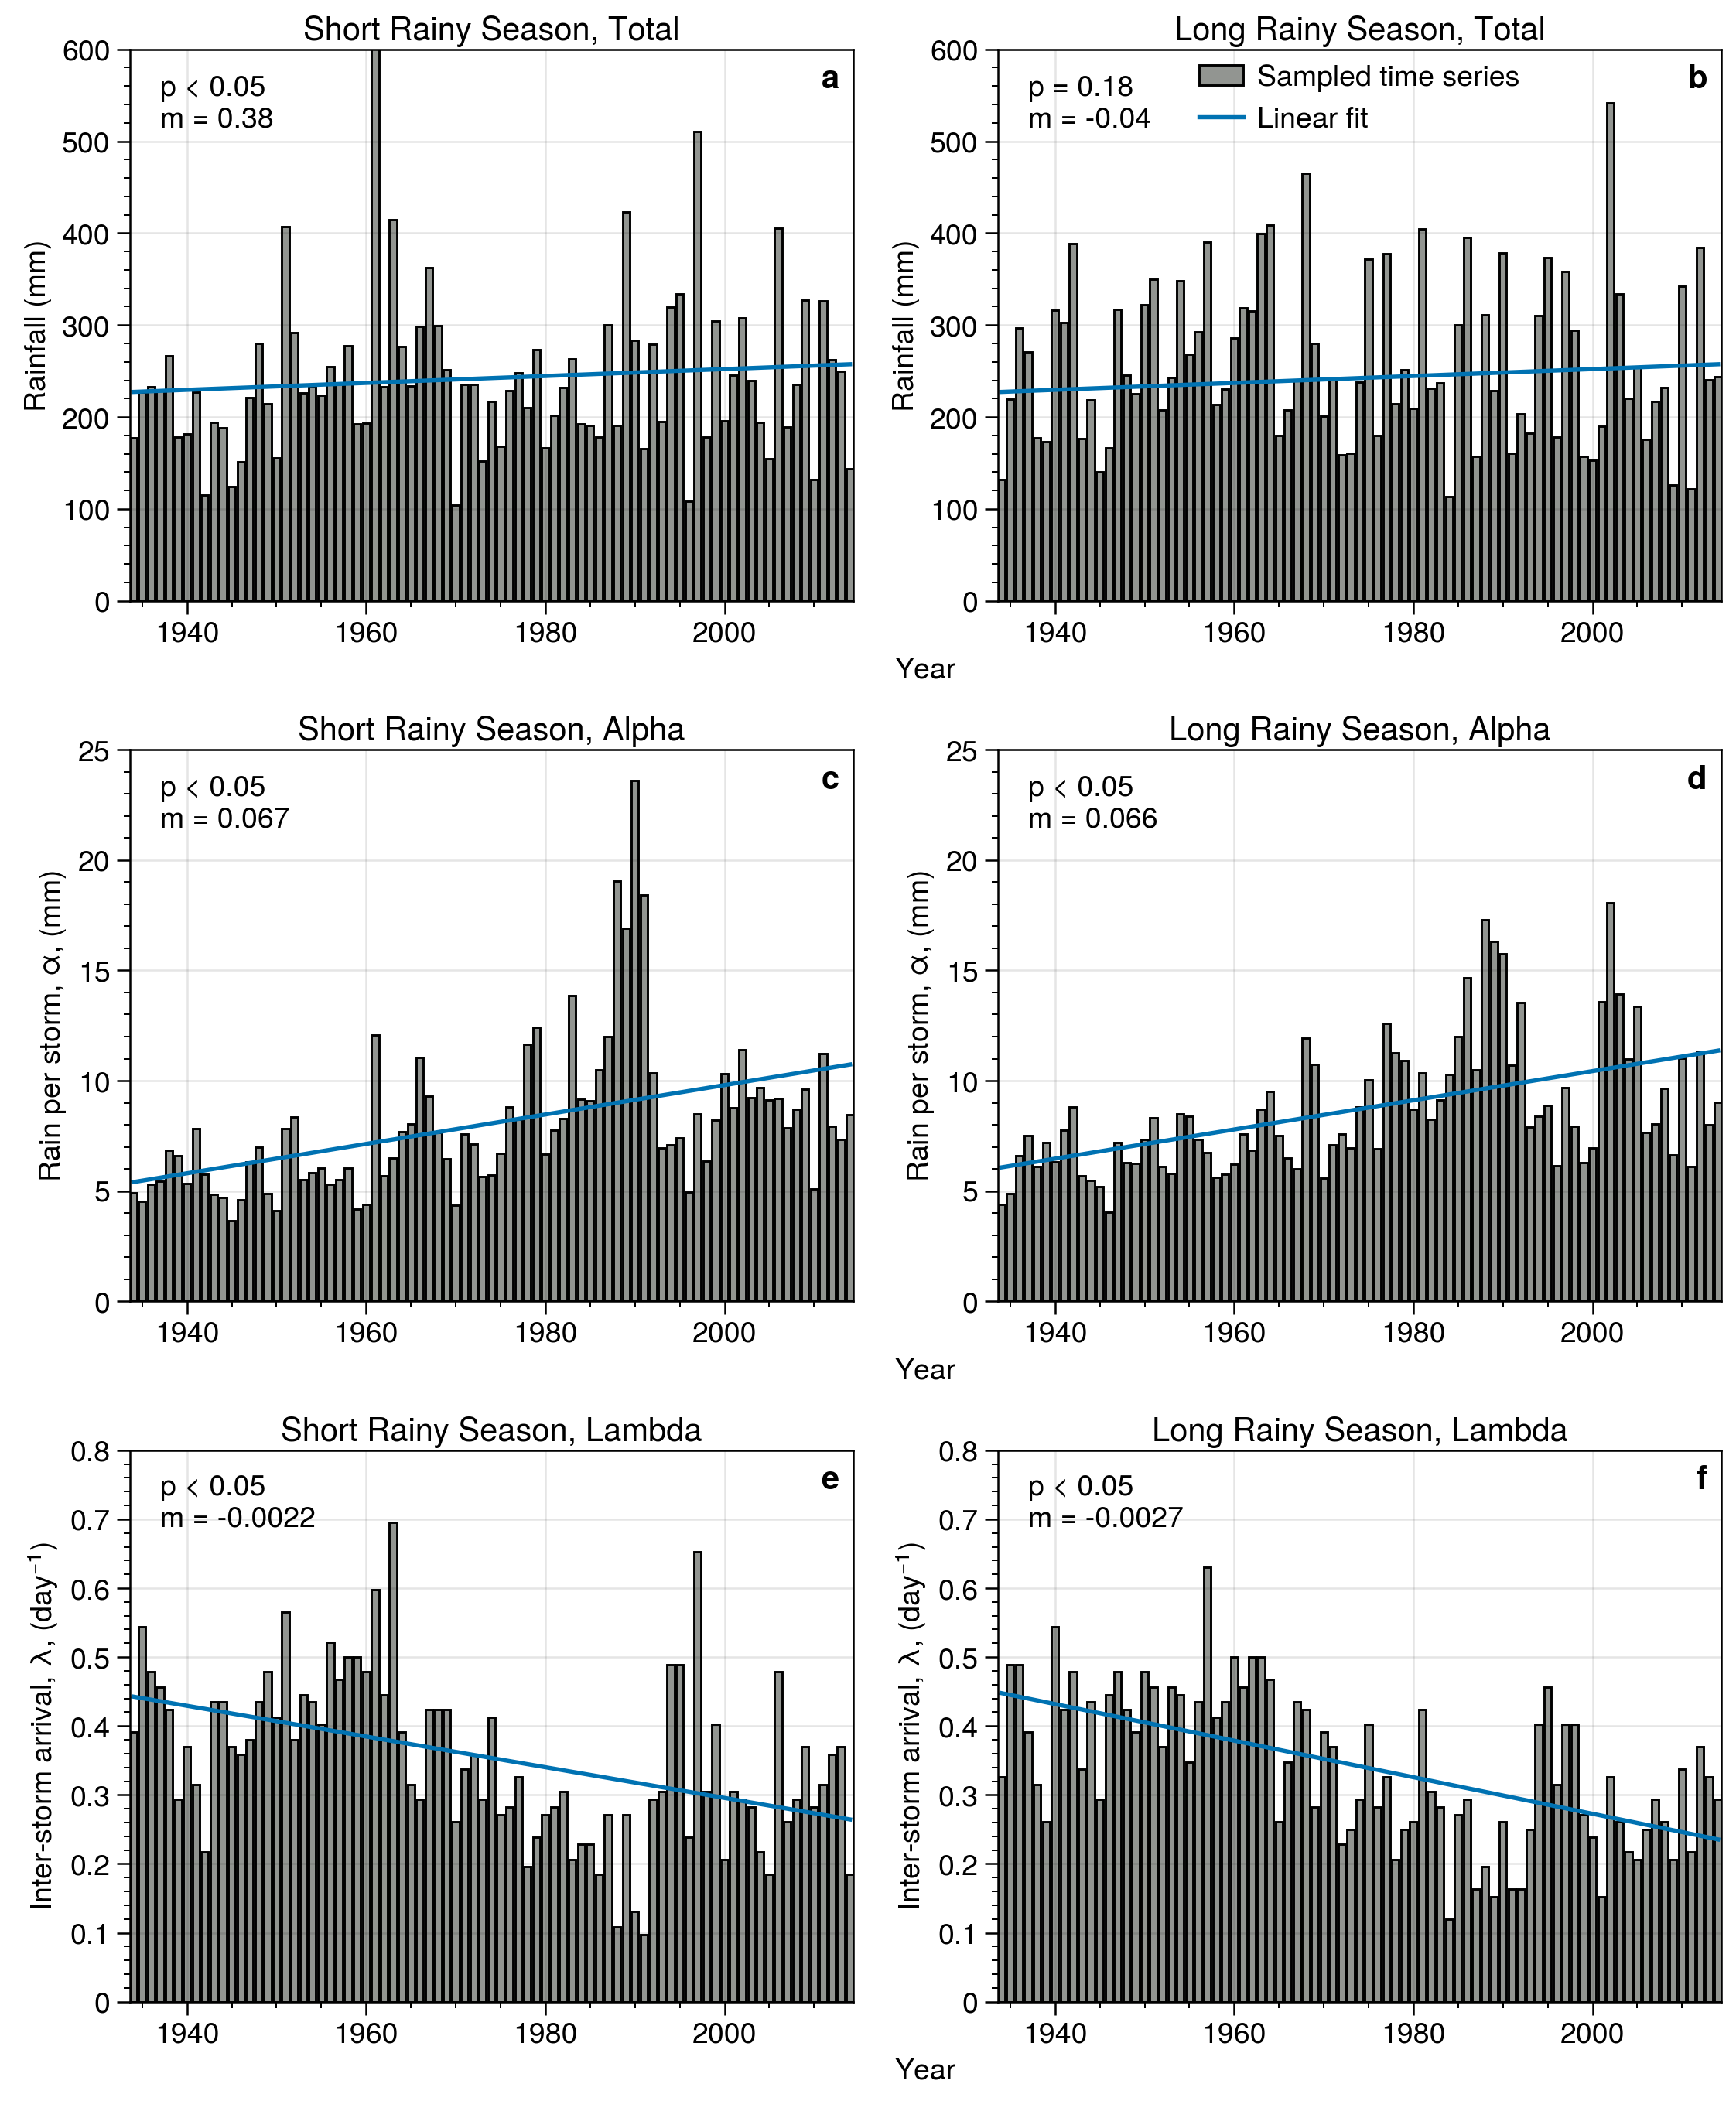 Short Rainy Season, Total
600
500
400
300
200
100
0
Rainfall (mm)
p < 0.05
m = 0.38
a
1940 1960 1980 2000
Long Rainy Season, Total
600
500
400
300
200
100
0
Rainfall (mm)
p = 0.18
m = -0.04
Sampled time series
Linear fit
b
1940 1960 1980 2000
Year
Short Rainy Season, Alpha
25
20
15
10
5
0
Rain per storm, α, (mm)
p < 0.05
m = 0.067
c
1940 1960 1980 2000
Long Rainy Season, Alpha
25
20
15
10
5
0
Rain per storm, α, (mm)
p < 0.05
m = 0.066
d
1940 1960 1980 2000
Year
Short Rainy Season, Lambda
0.8
0.7
0.6
0.5
0.4
0.3
0.2
0.1
0
Inter-storm arrival, λ, (day⁻¹)
p < 0.05
m = -0.0022
e
1940 1960 1980 2000
Long Rainy Season, Lambda
0.8
0.7
0.6
0.5
0.4
0.3
0.2
0.1
0
Inter-storm arrival, λ, (day⁻¹)
p < 0.05
m = -0.0027
f
1940 1960 1980 2000
Year